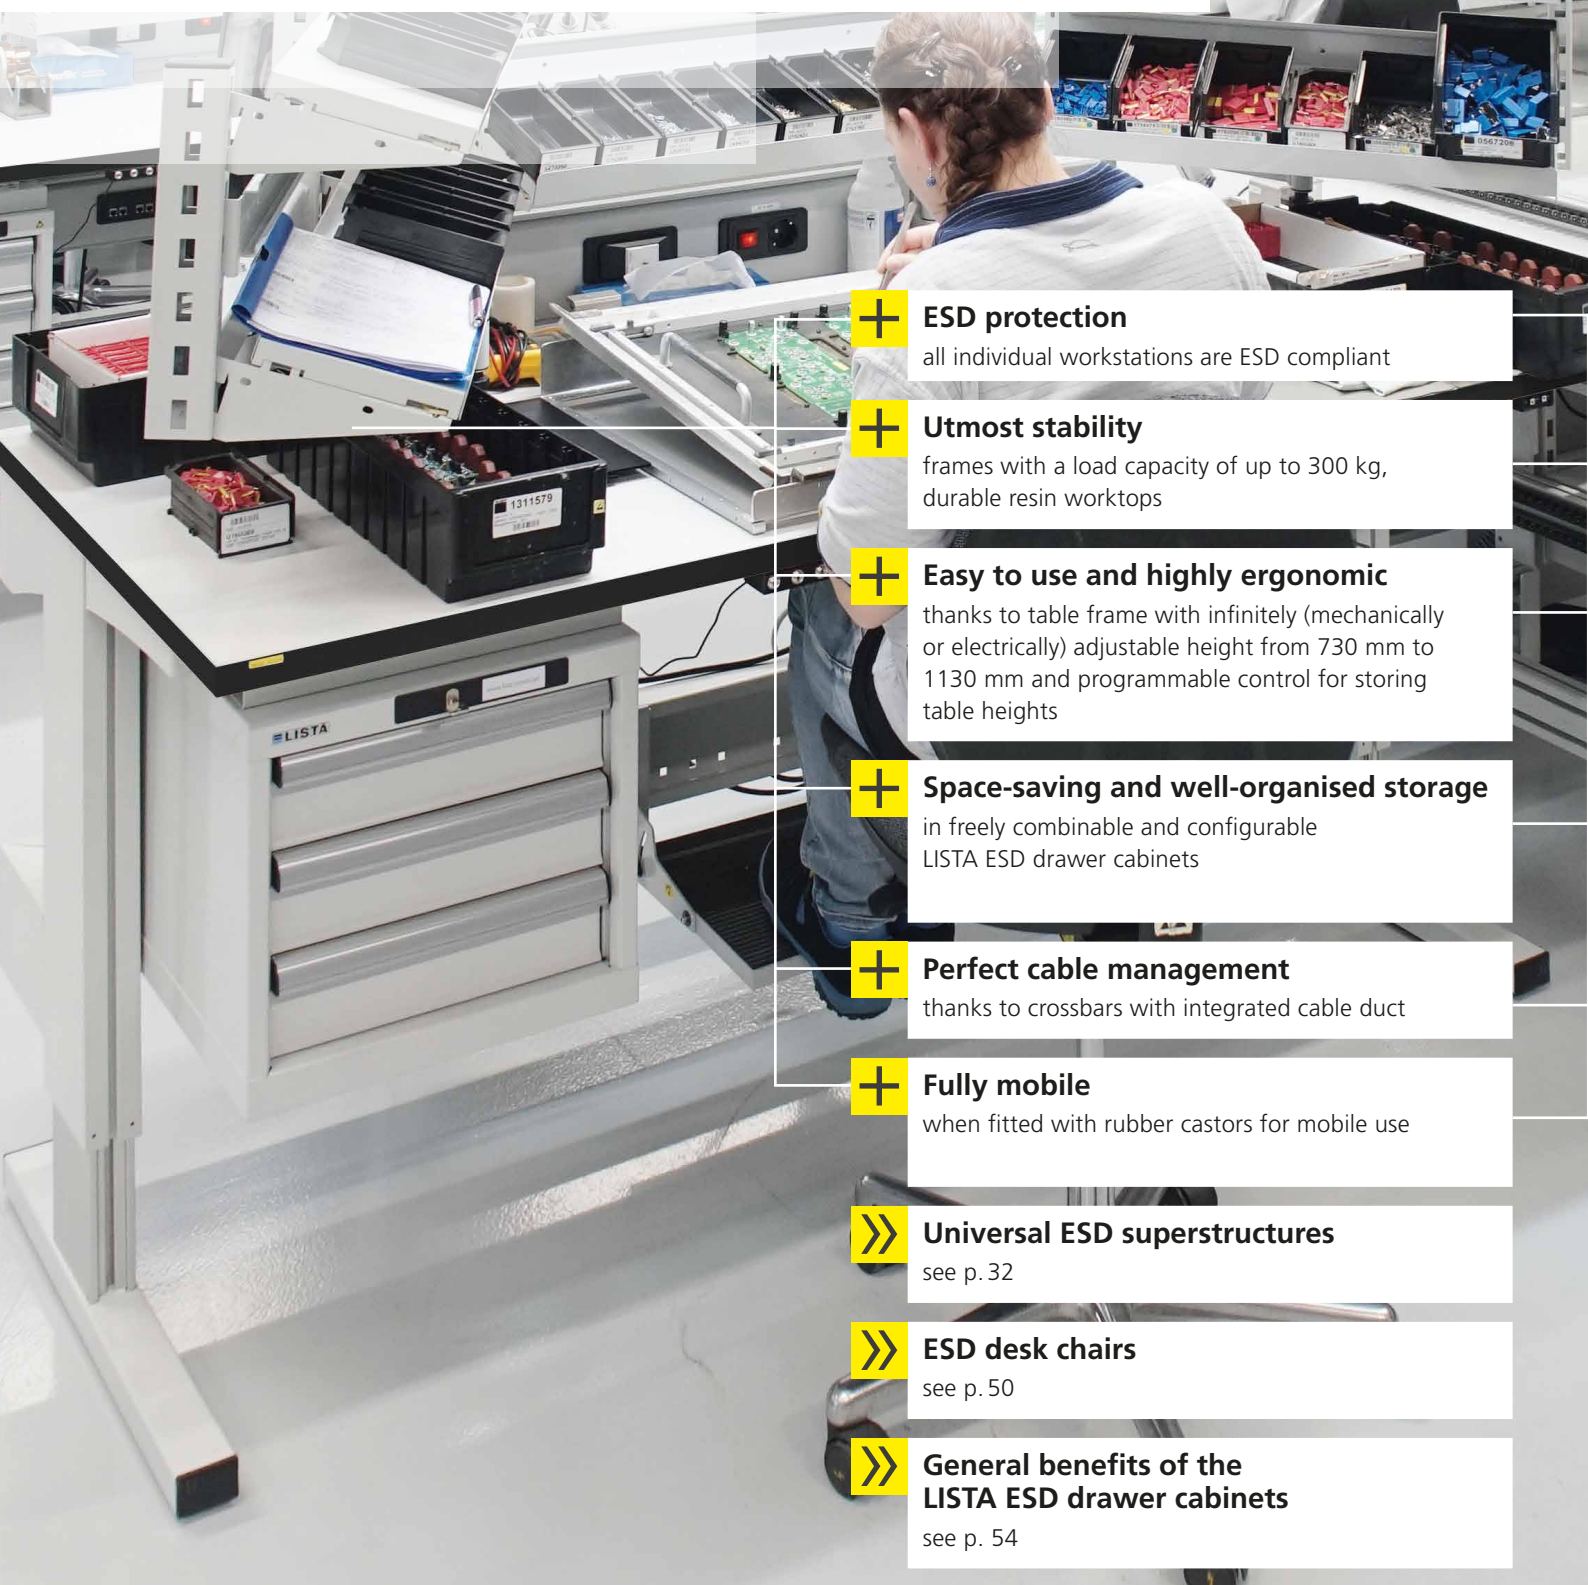 0567206
1311579
LISTA
ESD protection
all individual workstations are ESD compliant
Utmost stability
frames with a load capacity of up to 300 kg,
durable resin worktops
Easy to use and highly ergonomic
thanks to table frame with infinitely (mechanically
or electrically) adjustable height from 730 mm to
1130 mm and programmable control for storing
table heights
Space-saving and well-organised storage
in freely combinable and configurable
LISTA ESD drawer cabinets
Perfect cable management
thanks to crossbars with integrated cable duct
Fully mobile
when fitted with rubber castors for mobile use
Universal ESD superstructures
see p. 32
ESD desk chairs
see p. 50
General benefits of the
LISTA ESD drawer cabinets
see p. 54